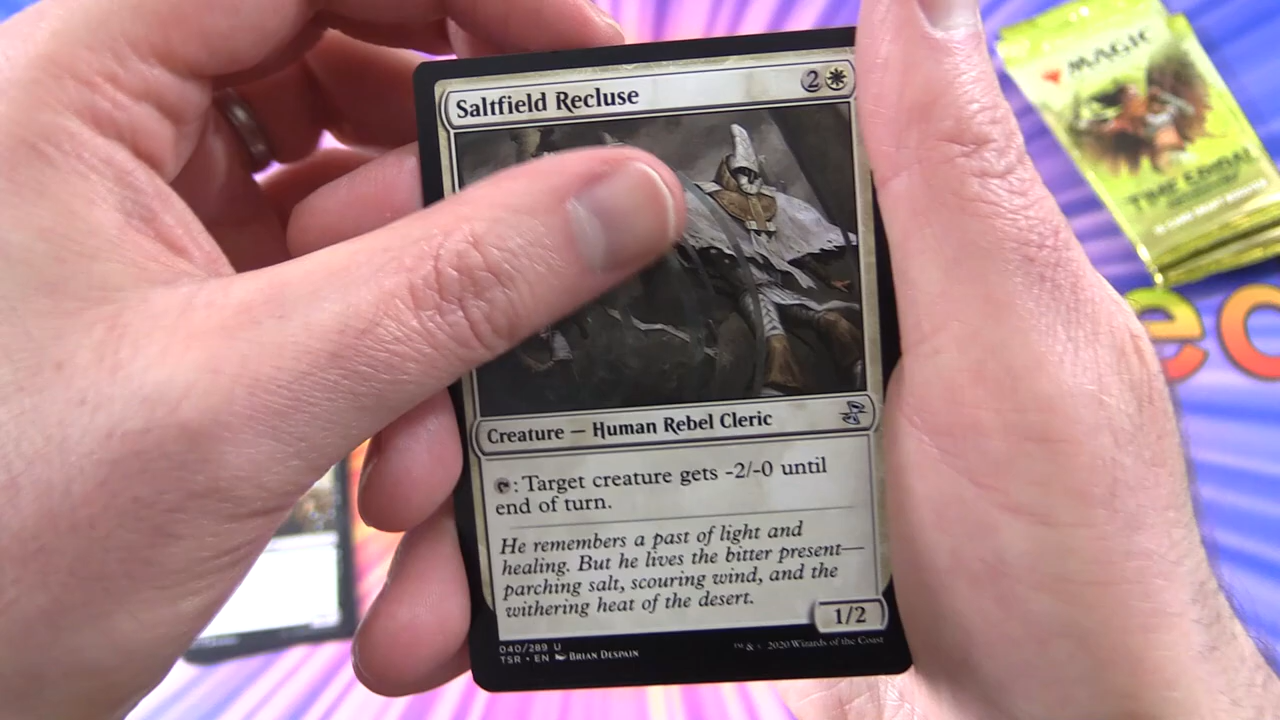 Saltfield Recluse 2
Creature — Human Rebel Cleric
: Target creature gets -2/-0 until
end of turn.
He remembers a past of light and
healing. But he lives the bitter present—
parching salt, scouring wind, and the
withering heat of the desert.
1/2
040/289 U
TSR • EN BRIAN DESPAIN
™ & © 2020 Wizards of the Coast
MAGIC
TIME SPIRAL
eo